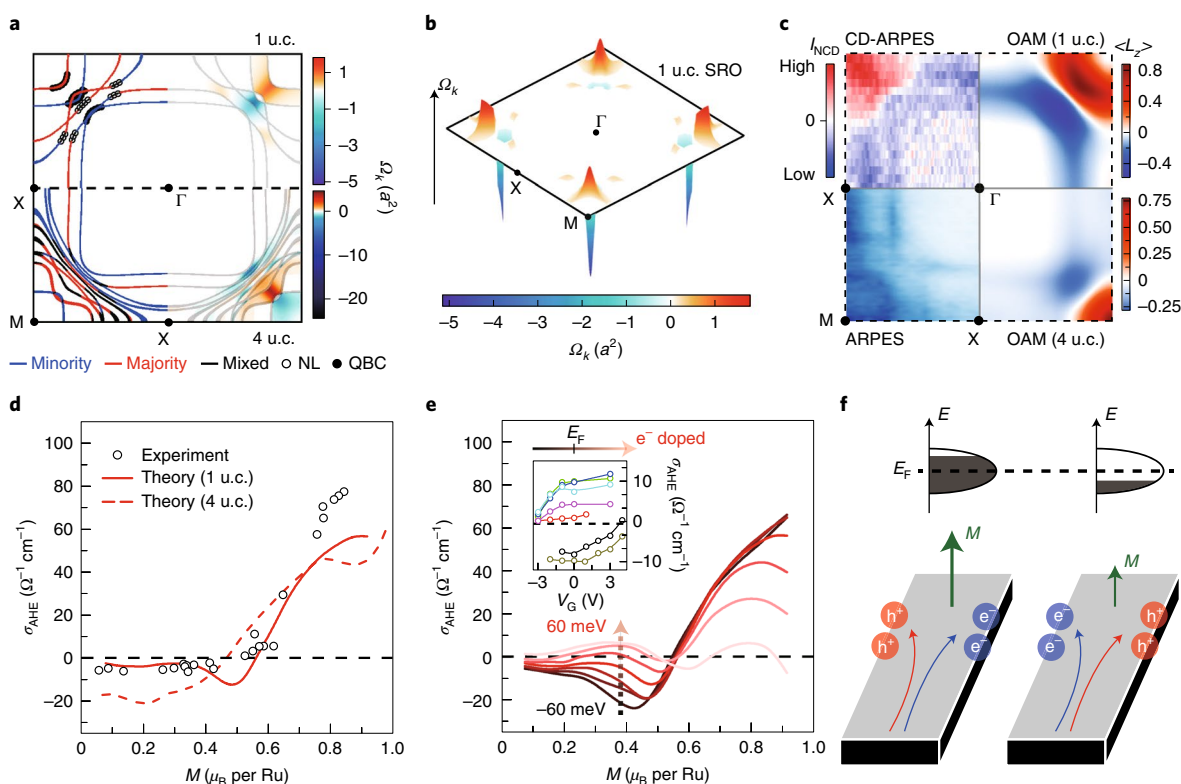 a
1 u.c.
1
−1
−3
−5
0
−10
−20
Ω_k (a²)
X
Γ
M
X
4 u.c.
Minority
Majority
Mixed
NL
QBC
b
Ω_k
1 u.c. SRO
Γ
X
M
−5 −4 −3 −2 −1 0 1
Ω_k (a²)
c
I_NCD
High
0
Low
CD-ARPES
OAM (1 u.c.)
<L_z>
0.8
0.4
0
−0.4
X
Γ
0.75
0.50
0.25
0
−0.25
M
ARPES
X
OAM (4 u.c.)
d
100
80
60
40
20
0
−20
σ_AHE (Ω⁻¹ cm⁻¹)
Experiment
Theory (1 u.c.)
Theory (4 u.c.)
0 0.2 0.4 0.6 0.8 1.0
M (μ_B per Ru)
e
100
80
60
40
20
0
−20
σ_AHE (Ω⁻¹ cm⁻¹)
E_F
e⁻ doped
10
0
−10
σ_AHE (Ω⁻¹ cm⁻¹)
−3 0 3
V_G (V)
60 meV
−60 meV
0 0.2 0.4 0.6 0.8 1.0
M (μ_B per Ru)
f
E
E
E_F
M
M
h⁺
h⁺
e⁻
e⁻
e⁻
e⁻
h⁺
h⁺